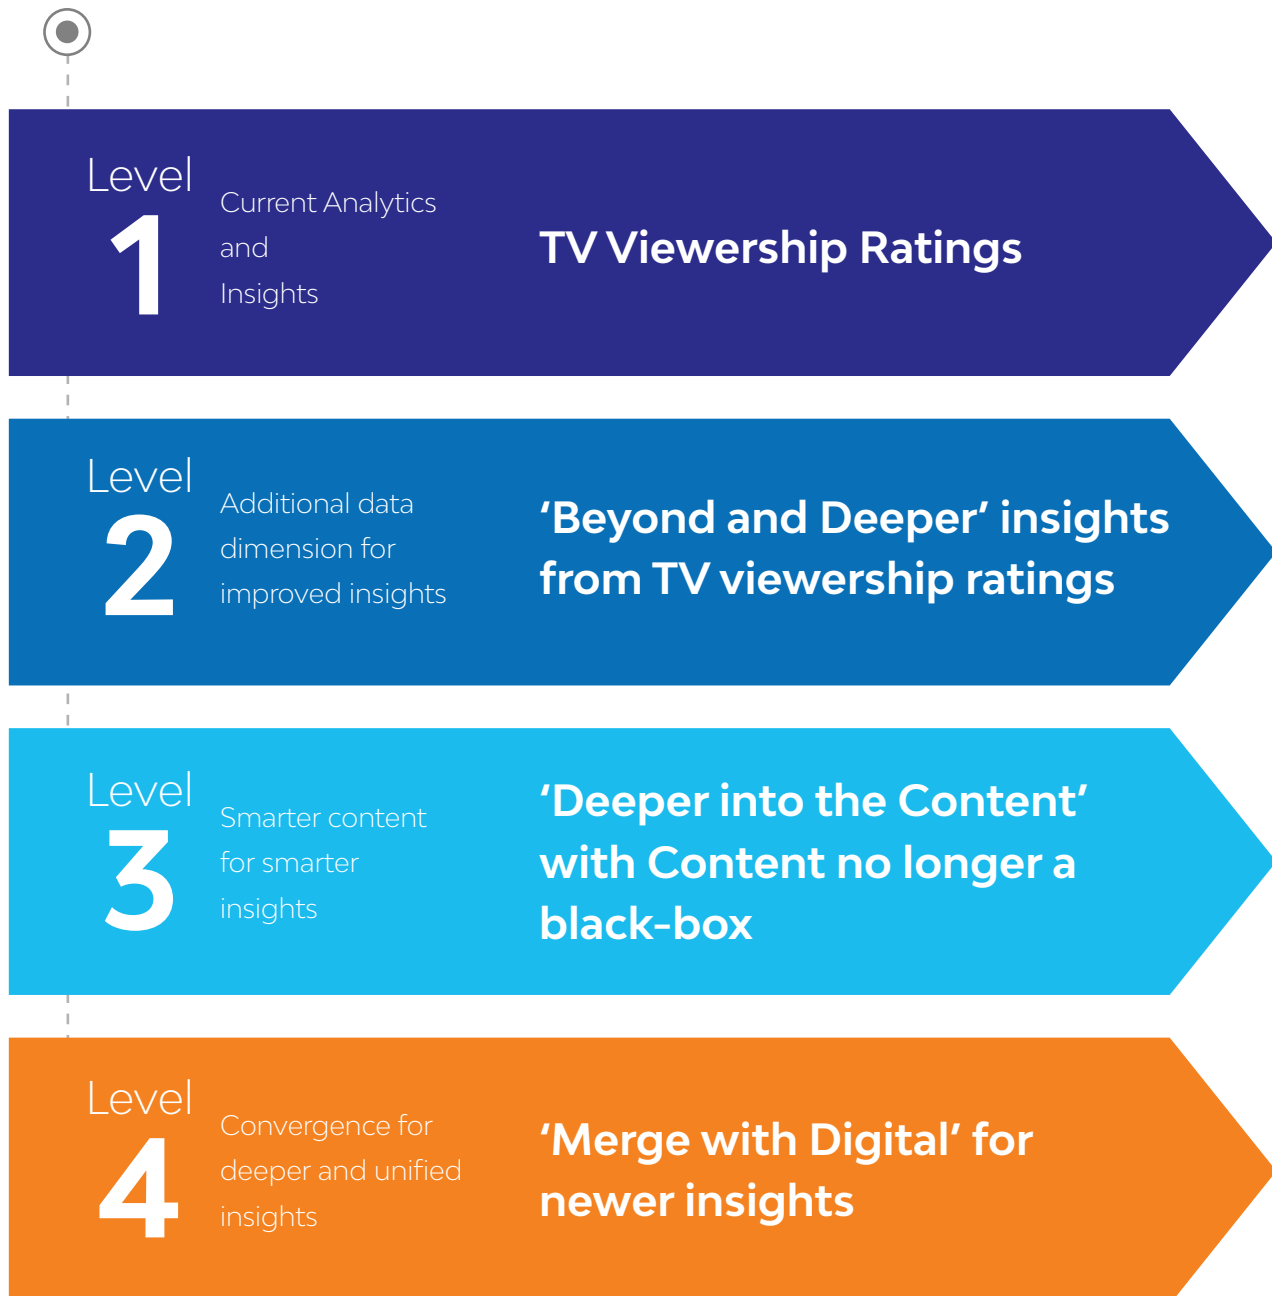 Level
1
Current Analytics
and
Insights
TV Viewership Ratings
Level
2
Additional data
dimension for
improved insights
‘Beyond and Deeper’ insights
from TV viewership ratings
Level
3
Smarter content
for smarter
insights
‘Deeper into the Content’
with Content no longer a
black-box
Level
4
Convergence for
deeper and unified
insights
‘Merge with Digital’ for
newer insights